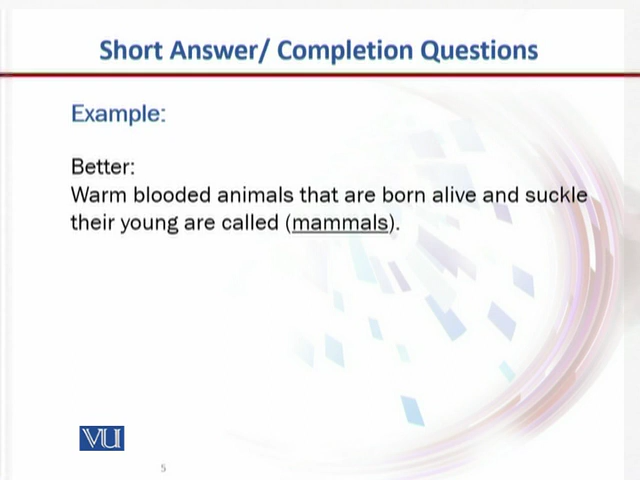 Short Answer/ Completion Questions
Example:
Better:
Warm blooded animals that are born alive and suckle
their young are called (mammals).
VU
5